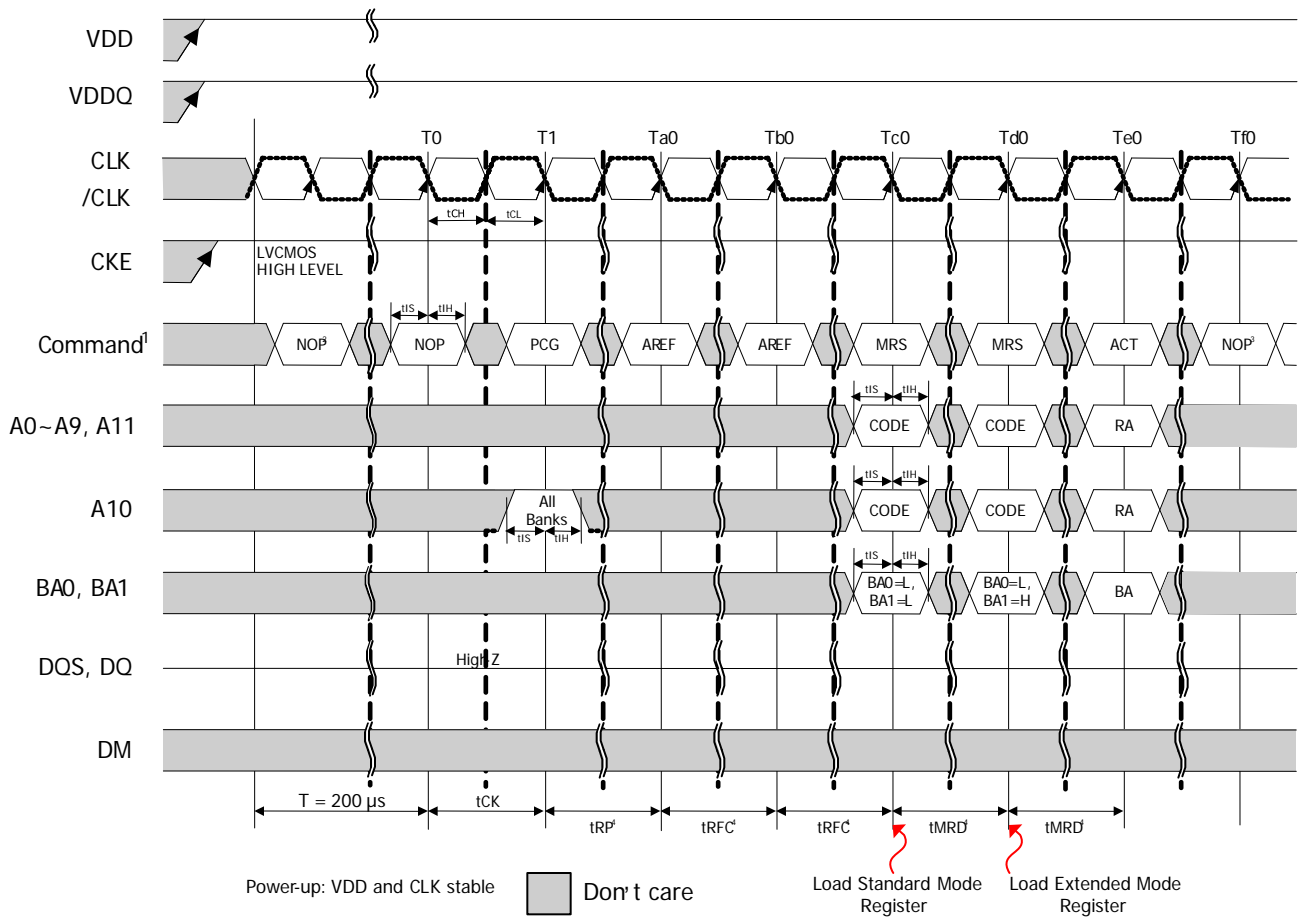 VDD
VDDQ
T0 T1 Ta0 Tb0 Tc0 Td0 Te0 Tf0
CLK
/CLK
tCH tCL
CKE
LVCMOS
HIGH LEVEL
tIS tIH
Command¹ NOP³ NOP PCG AREF AREF MRS MRS ACT NOP³
tIS tIH
A0~A9, A11 CODE CODE RA
tIS tIH
A10 All
Banks CODE CODE RA
tIS tIH
tIS tIH
BA0, BA1 BA0=L,
BA1=L BA0=L,
BA1=H BA
High-Z
DQS, DQ
DM
T = 200 µs tCK tRP⁴ tRFC⁴ tRFC⁴ tMRD⁴ tMRD⁴
Power-up: VDD and CLK stable
Don't care
Load Standard Mode
Register
Load Extended Mode
Register